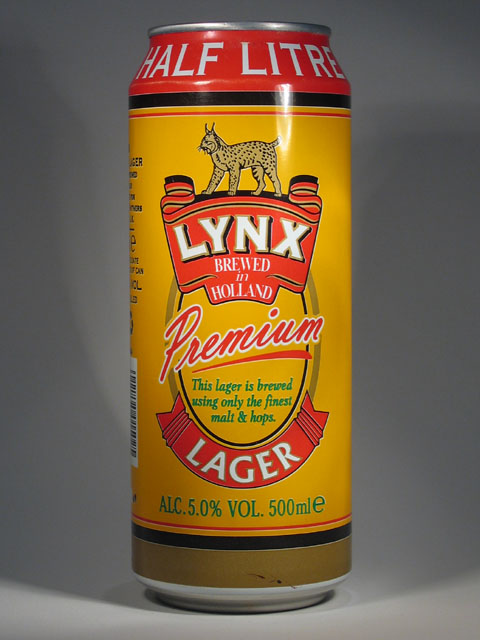 HALF LITRE
LYNX
BREWED
in
HOLLAND
Premium
This lager is brewed
using only the finest
malt & hops.
LAGER
ALC. 5.0% VOL. 500ml e